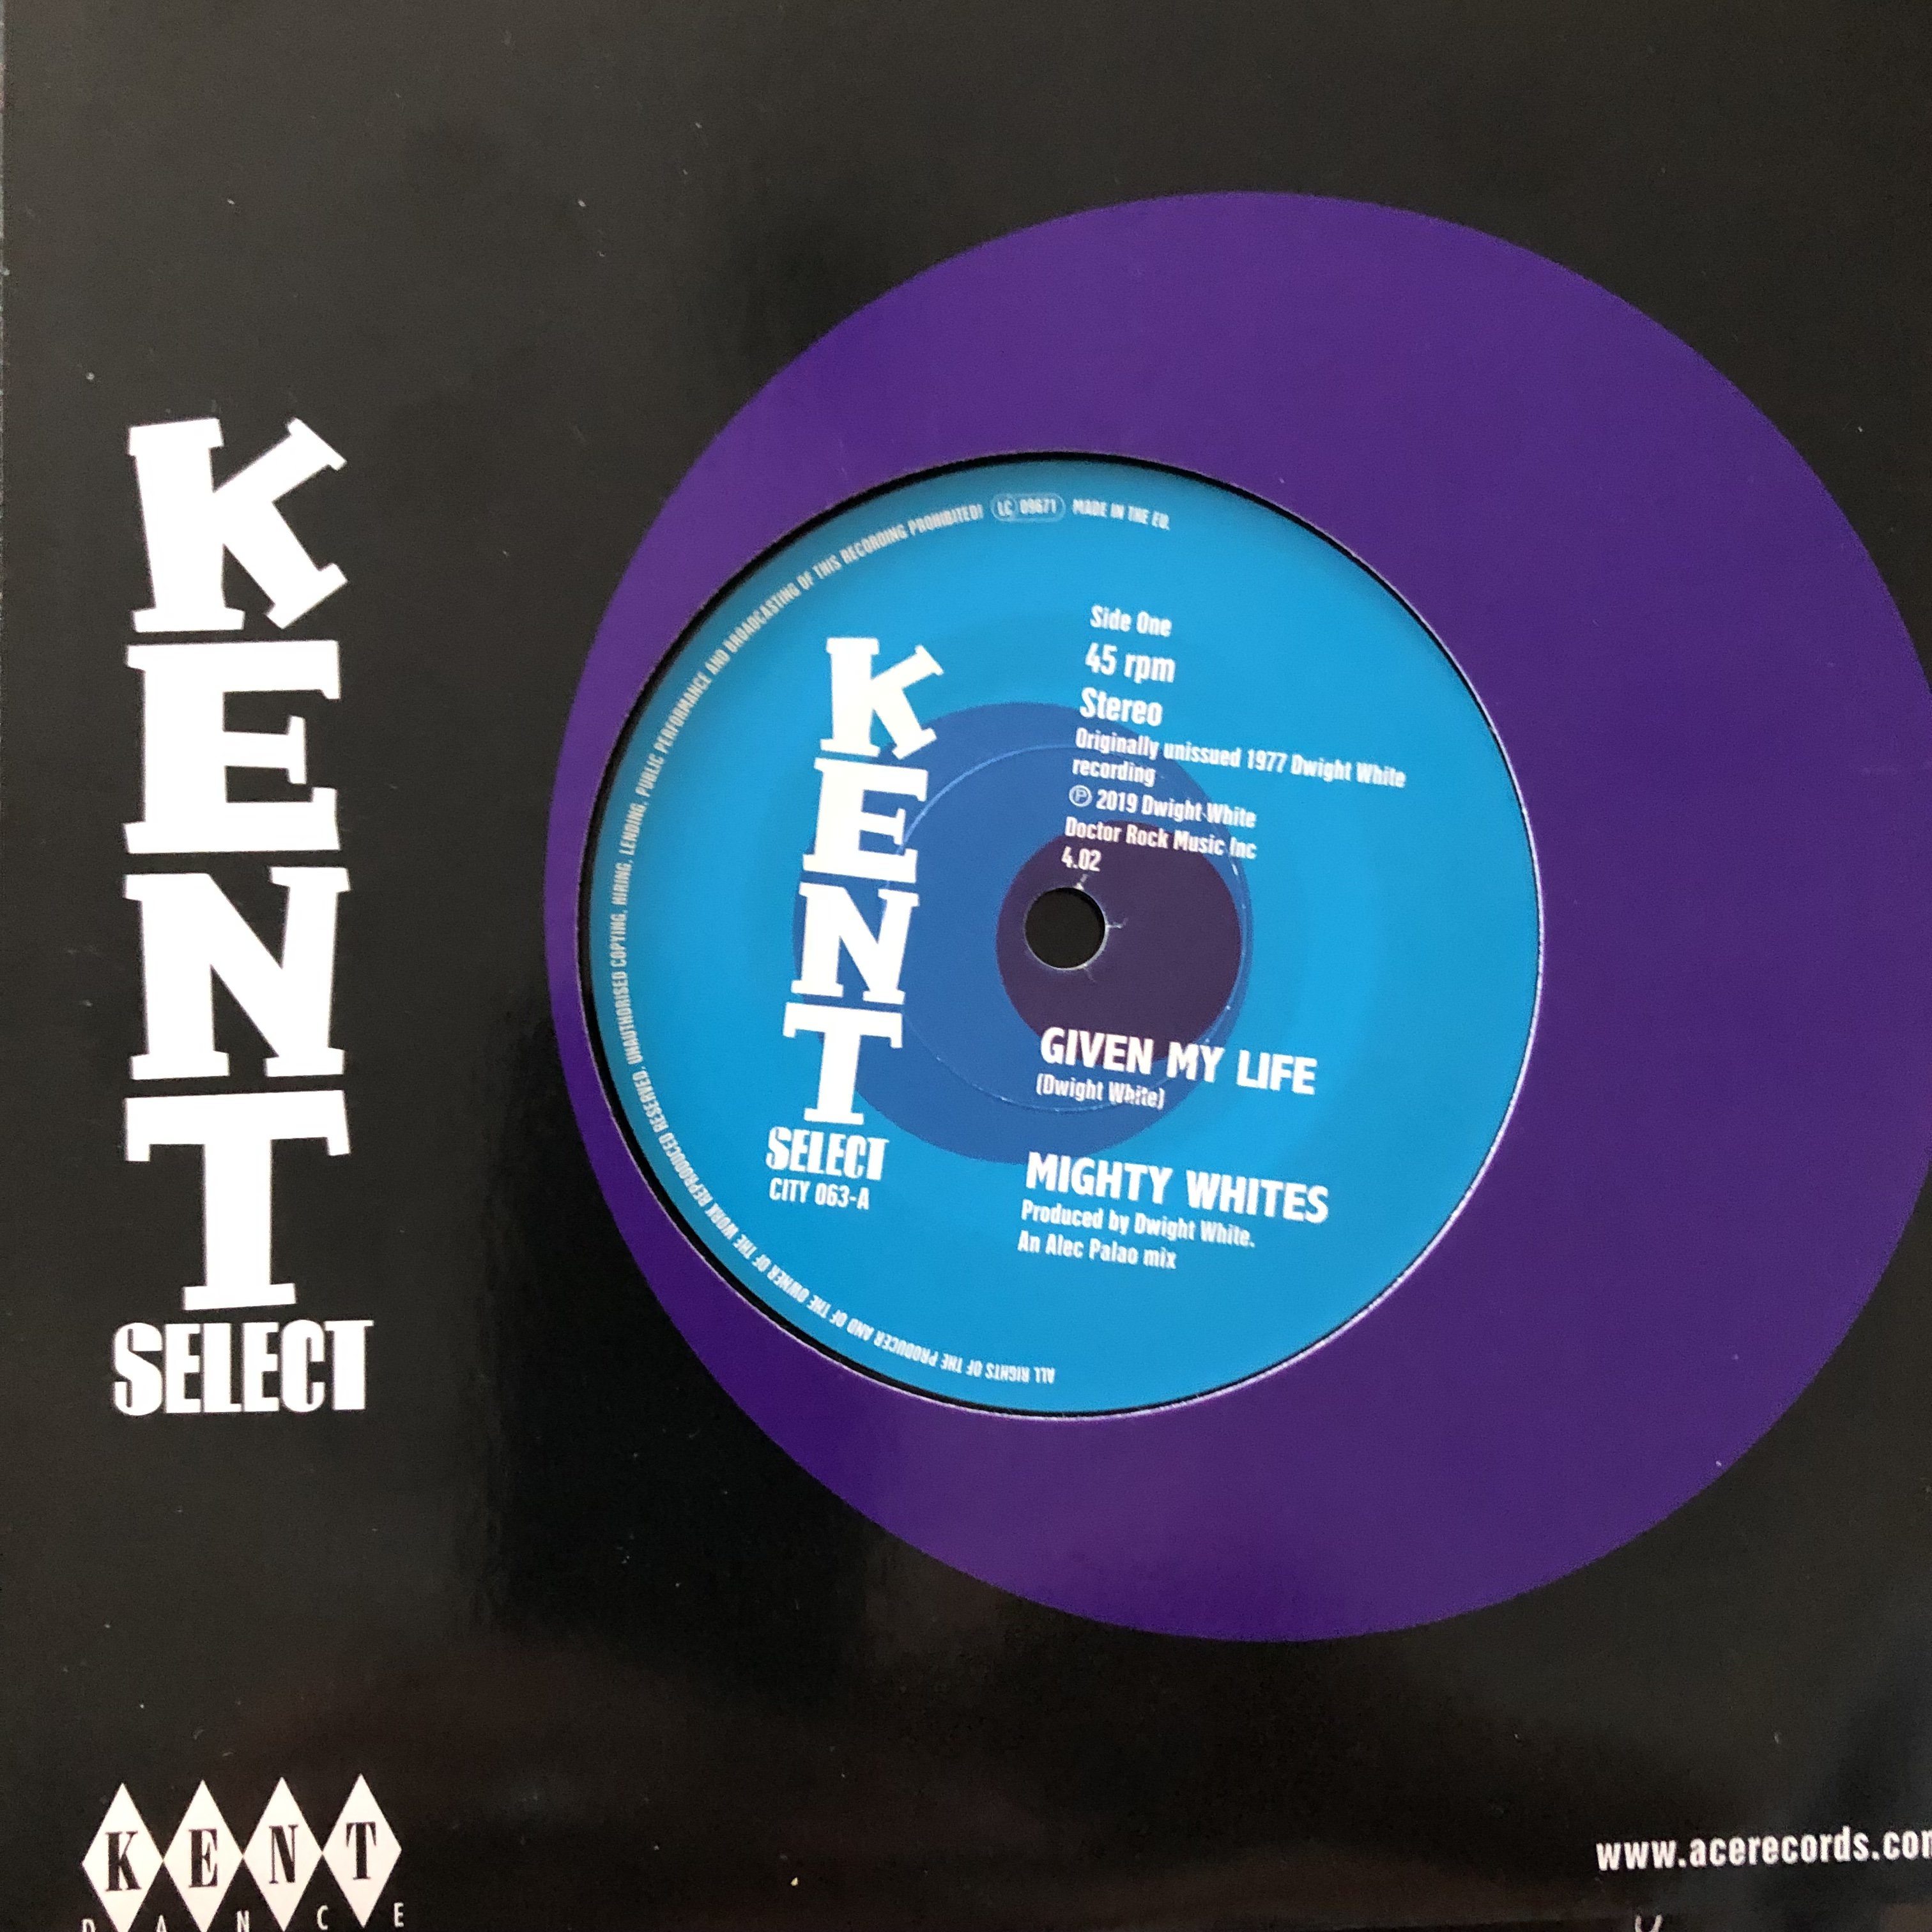 KENT
SELECT
KENT
DANCE
www.acerecords.co
ALL RIGHTS OF THE PRODUCER AND OF THE OWNER OF THE WORK REPRODUCED RESERVED. UNAUTHORISED COPYING, HIRING, LENDING, PUBLIC PERFORMANCE AND BROADCASTING OF THIS RECORDING PROHIBITED! LC 09671 MADE IN THE EU.
KENT
SELECT
CITY 063-A
Side One
45 rpm
Stereo
Originally unissued 1977 Dwight White
recording
℗ 2019 Dwight White
Doctor Rock Music Inc
4.02
GIVEN MY LIFE
(Dwight White)
MIGHTY WHITES
Produced by Dwight White.
An Alec Palao mix